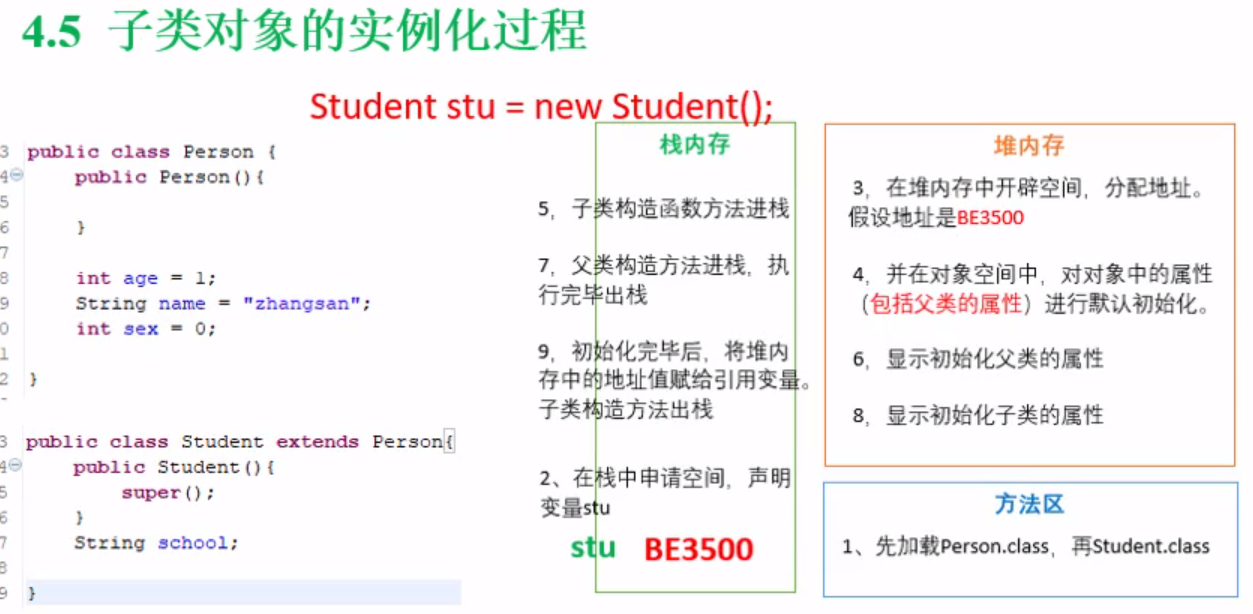 4.5 子类对象的实例化过程
Student stu = new Student();
3 public class Person {
4 public Person(){
5
6 }
7
8 int age = 1;
9 String name = "zhangsan";
0 int sex = 0;
1
2 }
3 public class Student extends Person{
4 public Student(){
5 super();
6 }
7 String school;
8
9 }
栈内存
5，子类构造函数方法进栈
7，父类构造方法进栈，执
行完毕出栈
9，初始化完毕后，将堆内
存中的地址值赋给引用变量。
子类构造方法出栈
2、在栈中申请空间，声明
变量stu
stu BE3500
堆内存
3，在堆内存中开辟空间，分配地址。
假设地址是BE3500
4，并在对象空间中，对对象中的属性
（包括父类的属性）进行默认初始化。
6，显示初始化父类的属性
8，显示初始化子类的属性
方法区
1、先加载Person.class，再Student.class